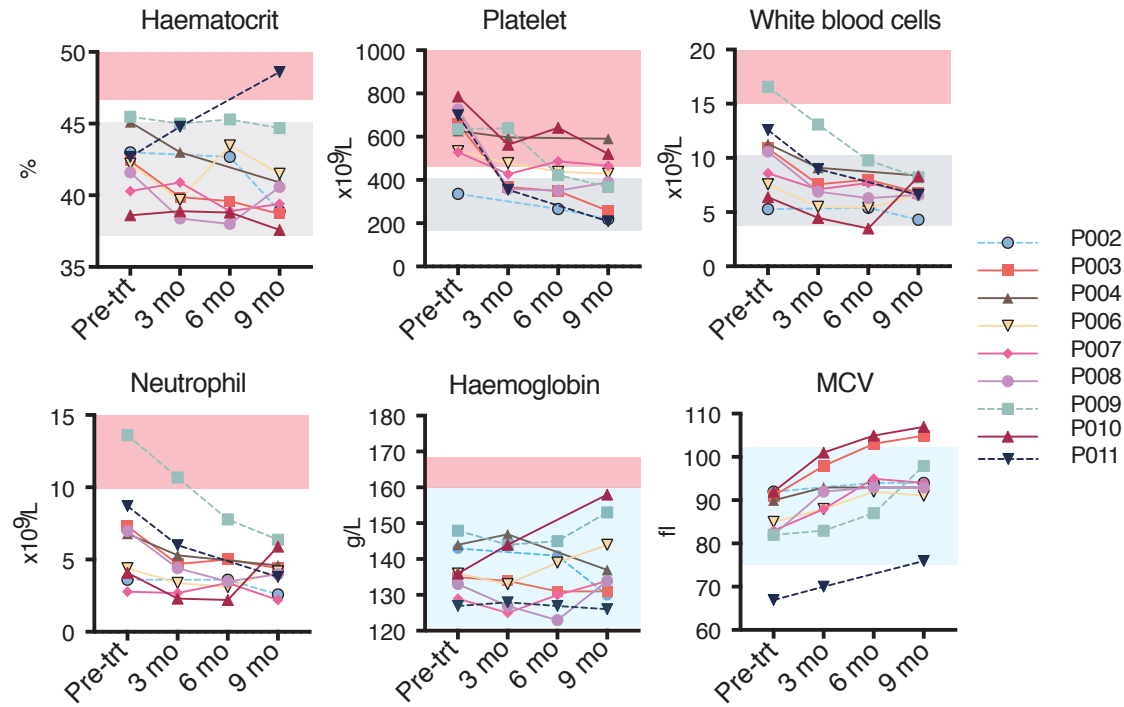 Haematocrit
%
50
45
40
35
Pre-trt
3 mo
6 mo
9 mo
Platelet
x10⁹/L
1000
800
600
400
200
0
Pre-trt
3 mo
6 mo
9 mo
White blood cells
x10⁹/L
20
15
10
5
0
Pre-trt
3 mo
6 mo
9 mo
P002
P003
P004
P006
P007
P008
P009
P010
P011
Neutrophil
x10⁹/L
15
10
5
0
Pre-trt
3 mo
6 mo
9 mo
Haemoglobin
g/L
180
170
160
150
140
130
120
Pre-trt
3 mo
6 mo
9 mo
MCV
fl
110
100
90
80
70
60
Pre-trt
3 mo
6 mo
9 mo